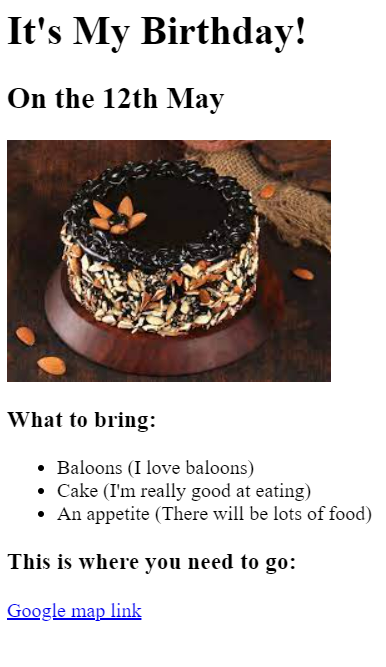 It's My Birthday!
On the 12th May
What to bring:
Baloons (I love baloons)
Cake (I'm really good at eating)
An appetite (There will be lots of food)
This is where you need to go:
Google map link